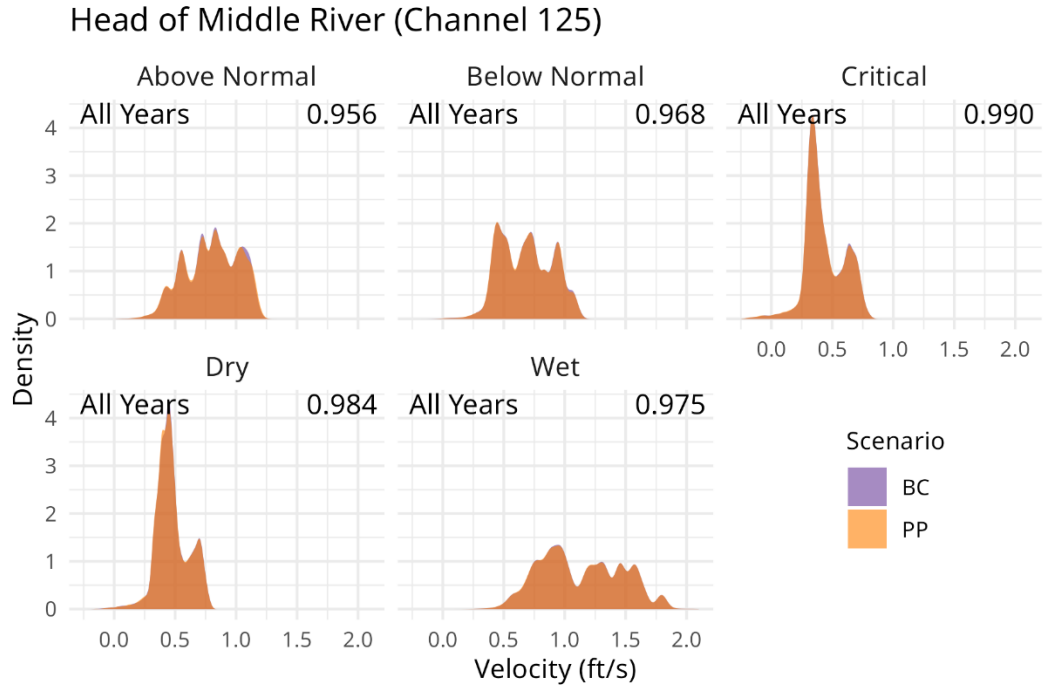 Head of Middle River (Channel 125)
Above Normal
Below Normal
Critical
All Years 0.956
All Years 0.968
All Years 0.990
4
3
2
1
0
0.0 0.5 1.0 1.5 2.0
Density
Dry
Wet
All Years 0.984
All Years 0.975
4
3
2
1
0
0.0 0.5 1.0 1.5 2.0
0.0 0.5 1.0 1.5 2.0
Velocity (ft/s)
Scenario
BC
PP